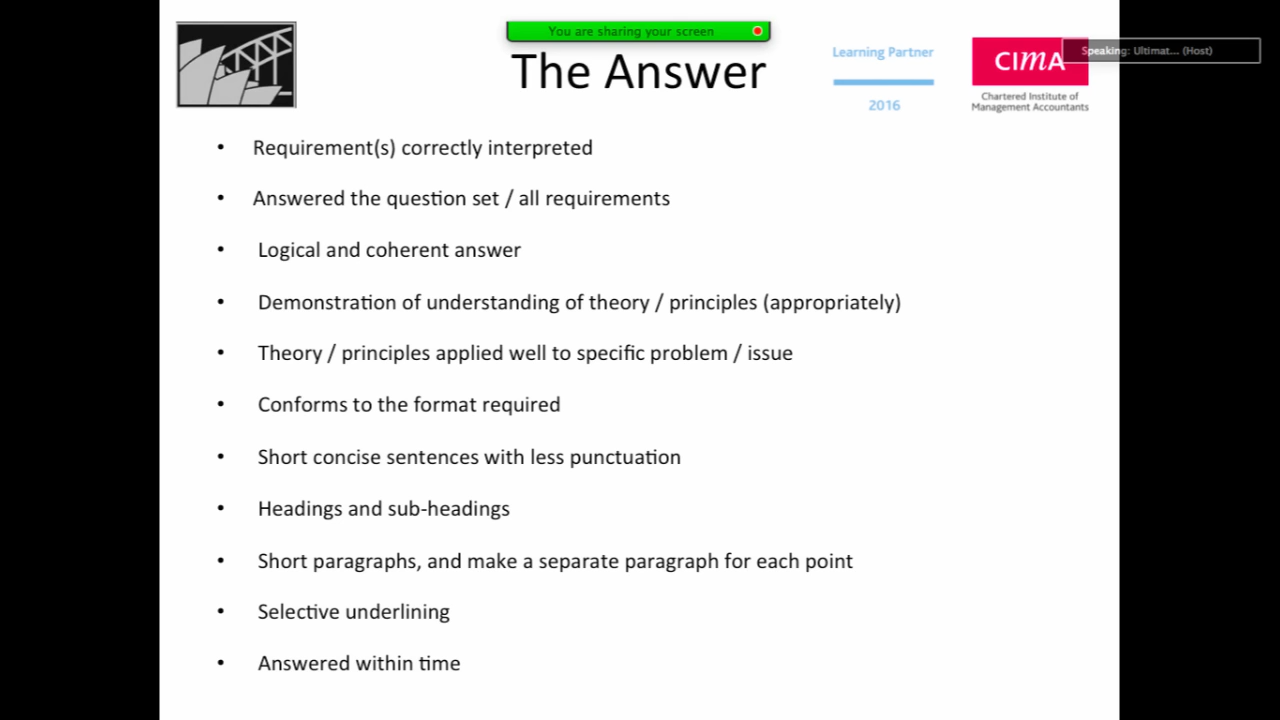 You are sharing your screen
The Answer
Learning Partner
2016
CIMA
Chartered Institute of
Management Accountants
Speaking: Ultimat... (Host)
• Requirement(s) correctly interpreted
• Answered the question set / all requirements
• Logical and coherent answer
• Demonstration of understanding of theory / principles (appropriately)
• Theory / principles applied well to specific problem / issue
• Conforms to the format required
• Short concise sentences with less punctuation
• Headings and sub-headings
• Short paragraphs, and make a separate paragraph for each point
• Selective underlining
• Answered within time